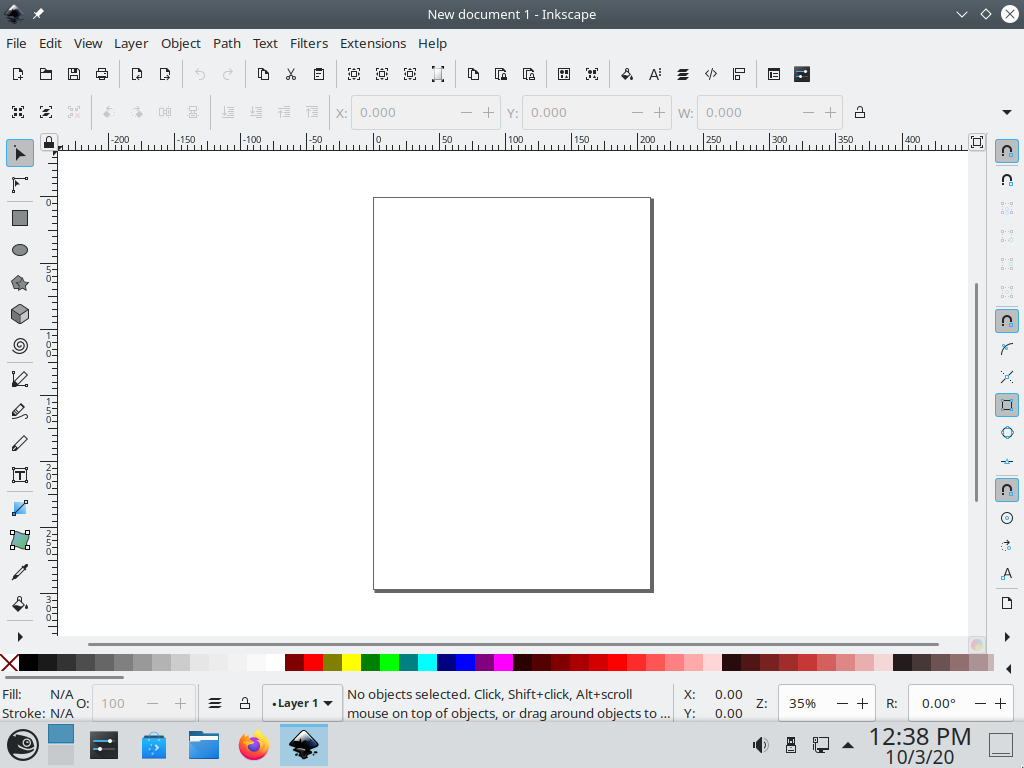 New document 1 - Inkscape
File Edit View Layer Object Path Text Filters Extensions Help
X: 0.000 Y: 0.000 W: 0.000
-200 -150 -100 -50 0 50 100 150 200 250 300 350 400
0
50
100
150
200
250
300
Fill: N/A O: 100
Stroke: N/A
Layer 1
No objects selected. Click, Shift+click, Alt+scroll
mouse on top of objects, or drag around objects to ...
X: 0.00
Y: 0.00
Z: 35%
R: 0.00°
12:38 PM
10/3/20